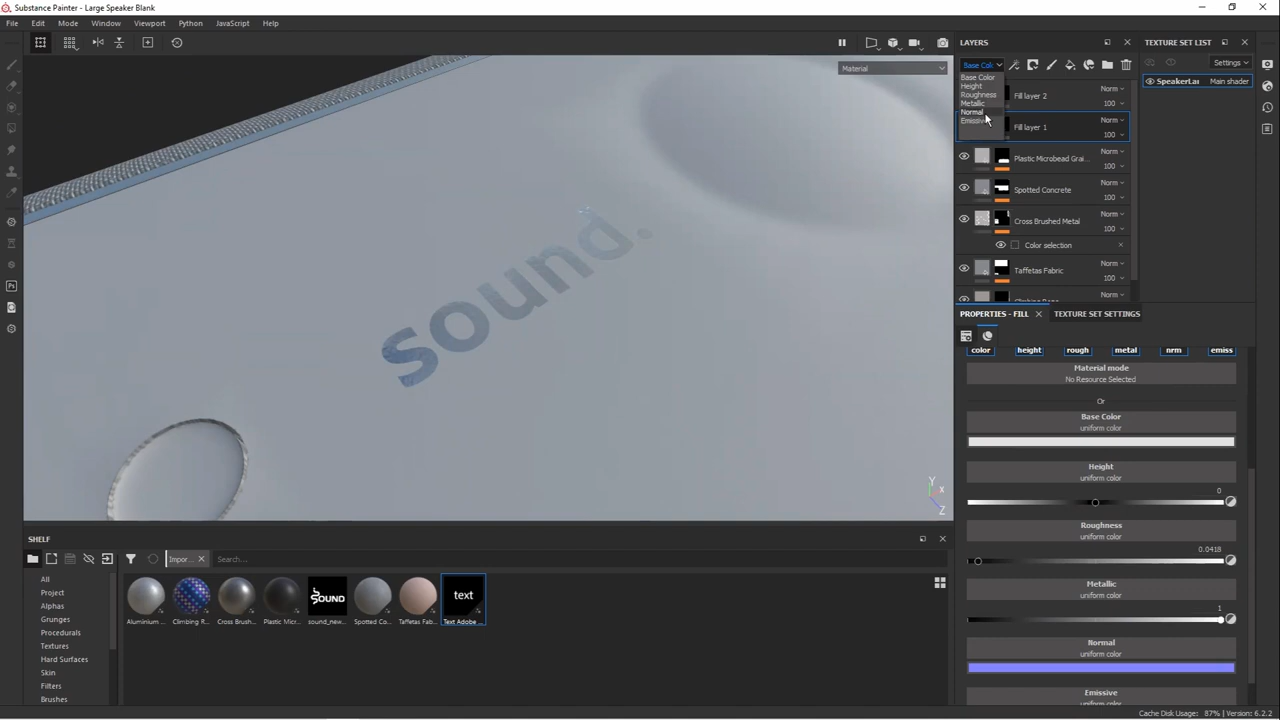 Substance Painter - Large Speaker Blank
File Edit Mode Window Viewport Python JavaScript Help
Material
LAYERS
TEXTURE SET LIST
Base Col
Settings
Base Color
Height
Roughness
Metallic
Normal
Emissive
SpeakerLar Main shader
Fill layer 2 Norm 100
Fill layer 1 Norm 100
Plastic Microbead Grai... Norm 100
Spotted Concrete Norm 100
Cross Brushed Metal Norm 100
Color selection
Taffetas Fabric Norm 100
Norm
sound.
Y
X
Z
PROPERTIES - FILL TEXTURE SET SETTINGS
color height rough metal nrm emiss
Material mode
No Resource Selected
Or
Base Color
uniform color
Height
uniform color
0
Roughness
uniform color
0.0418
Metallic
uniform color
1
Normal
uniform color
Emissive
SHELF
Impor...
Search...
All
Project
Alphas
Grunges
Procedurals
Textures
Hard Surfaces
Skin
Filters
Brushes
SOUND
text
Aluminium ... Climbing R... Cross Brush... Plastic Micr... sound_new... Spotted Co... Taffetas Fab... Text Adobe ...
Ps
Cache Disk Usage: 87% | Version: 6.2.2